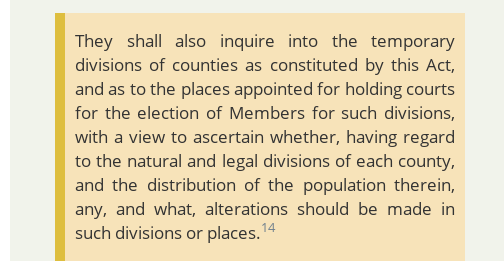 They shall also inquire into the temporary
divisions of counties as constituted by this Act,
and as to the places appointed for holding courts
for the election of Members for such divisions,
with a view to ascertain whether, having regard
to the natural and legal divisions of each county,
and the distribution of the population therein,
any, and what, alterations should be made in
such divisions or places.14